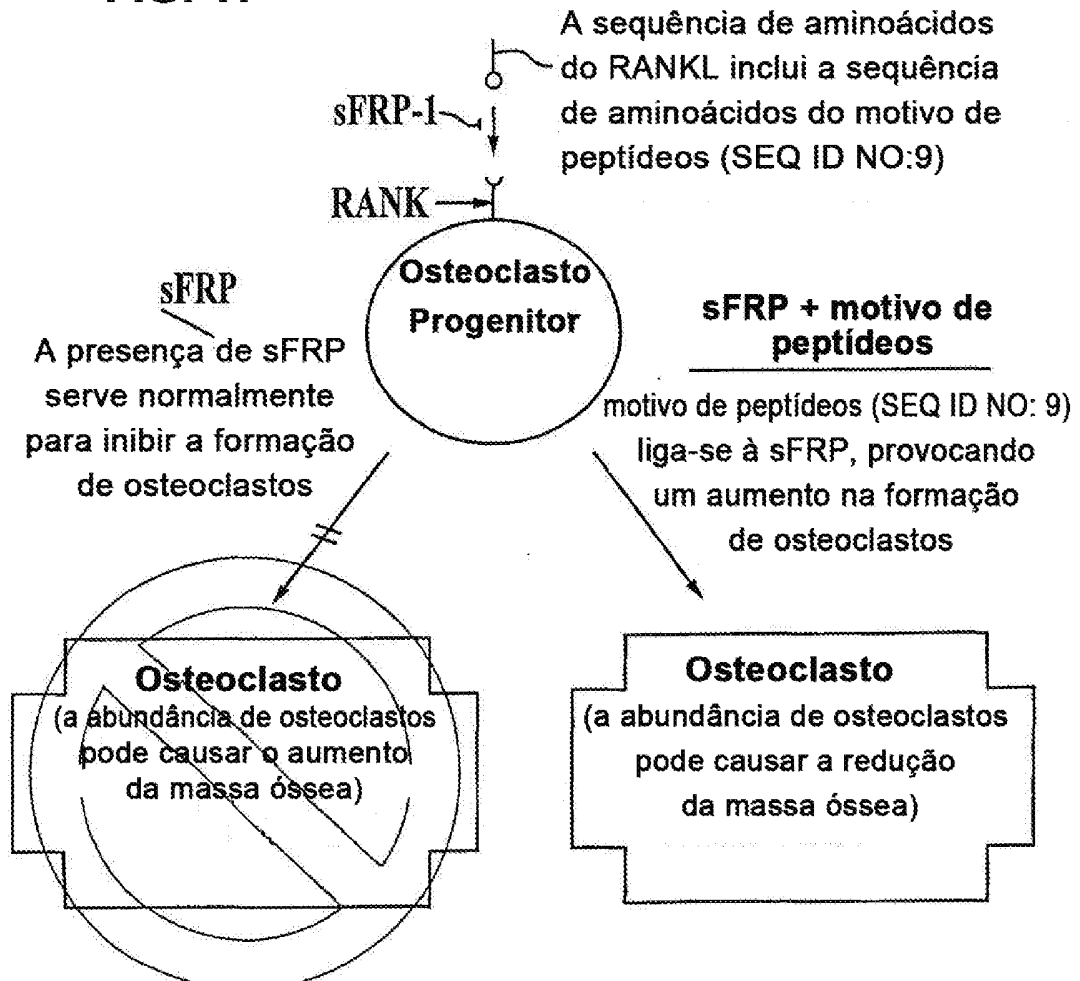 A sequência de aminoácidos
do RANKL inclui a sequência
de aminoácidos do motivo de
peptídeos (SEQ ID NO:9)
sFRP-1
RANK
Osteoclasto
Progenitor
sFRP
A presença de sFRP
serve normalmente
para inibir a formação
de osteoclastos
sFRP + motivo de
peptídeos
motivo de peptídeos (SEQ ID NO: 9)
liga-se à sFRP, provocando
um aumento na formação
de osteoclastos
Osteoclasto
(a abundância de osteoclastos
pode causar o aumento
da massa óssea)
Osteoclasto
(a abundância de osteoclastos
pode causar a redução
da massa óssea)